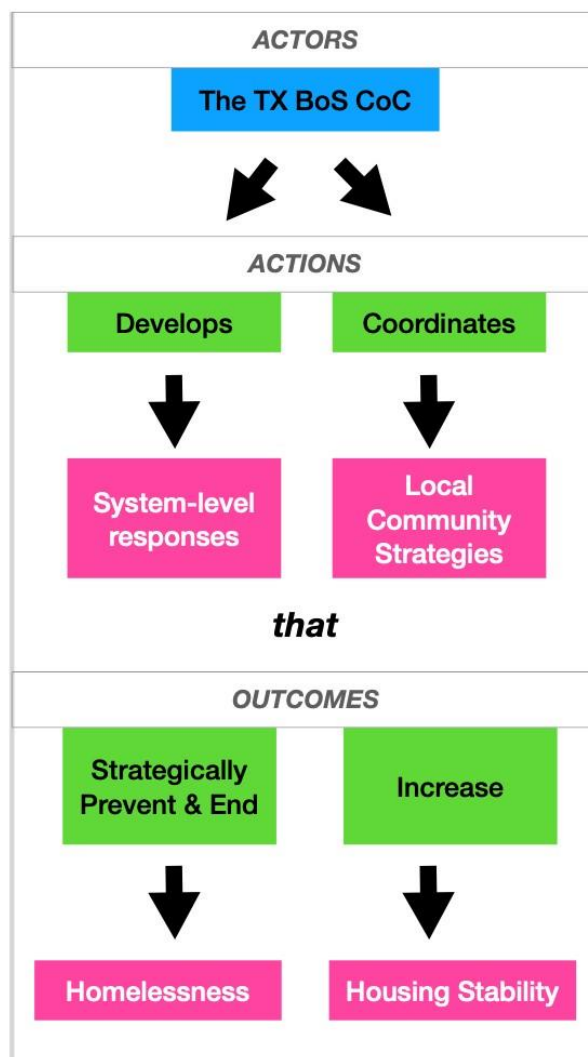 ACTORS
The TX BoS CoC
ACTIONS
Develops
Coordinates
System-level
responses
Local
Community
Strategies
that
OUTCOMES
Strategically
Prevent & End
Increase
Homelessness
Housing Stability